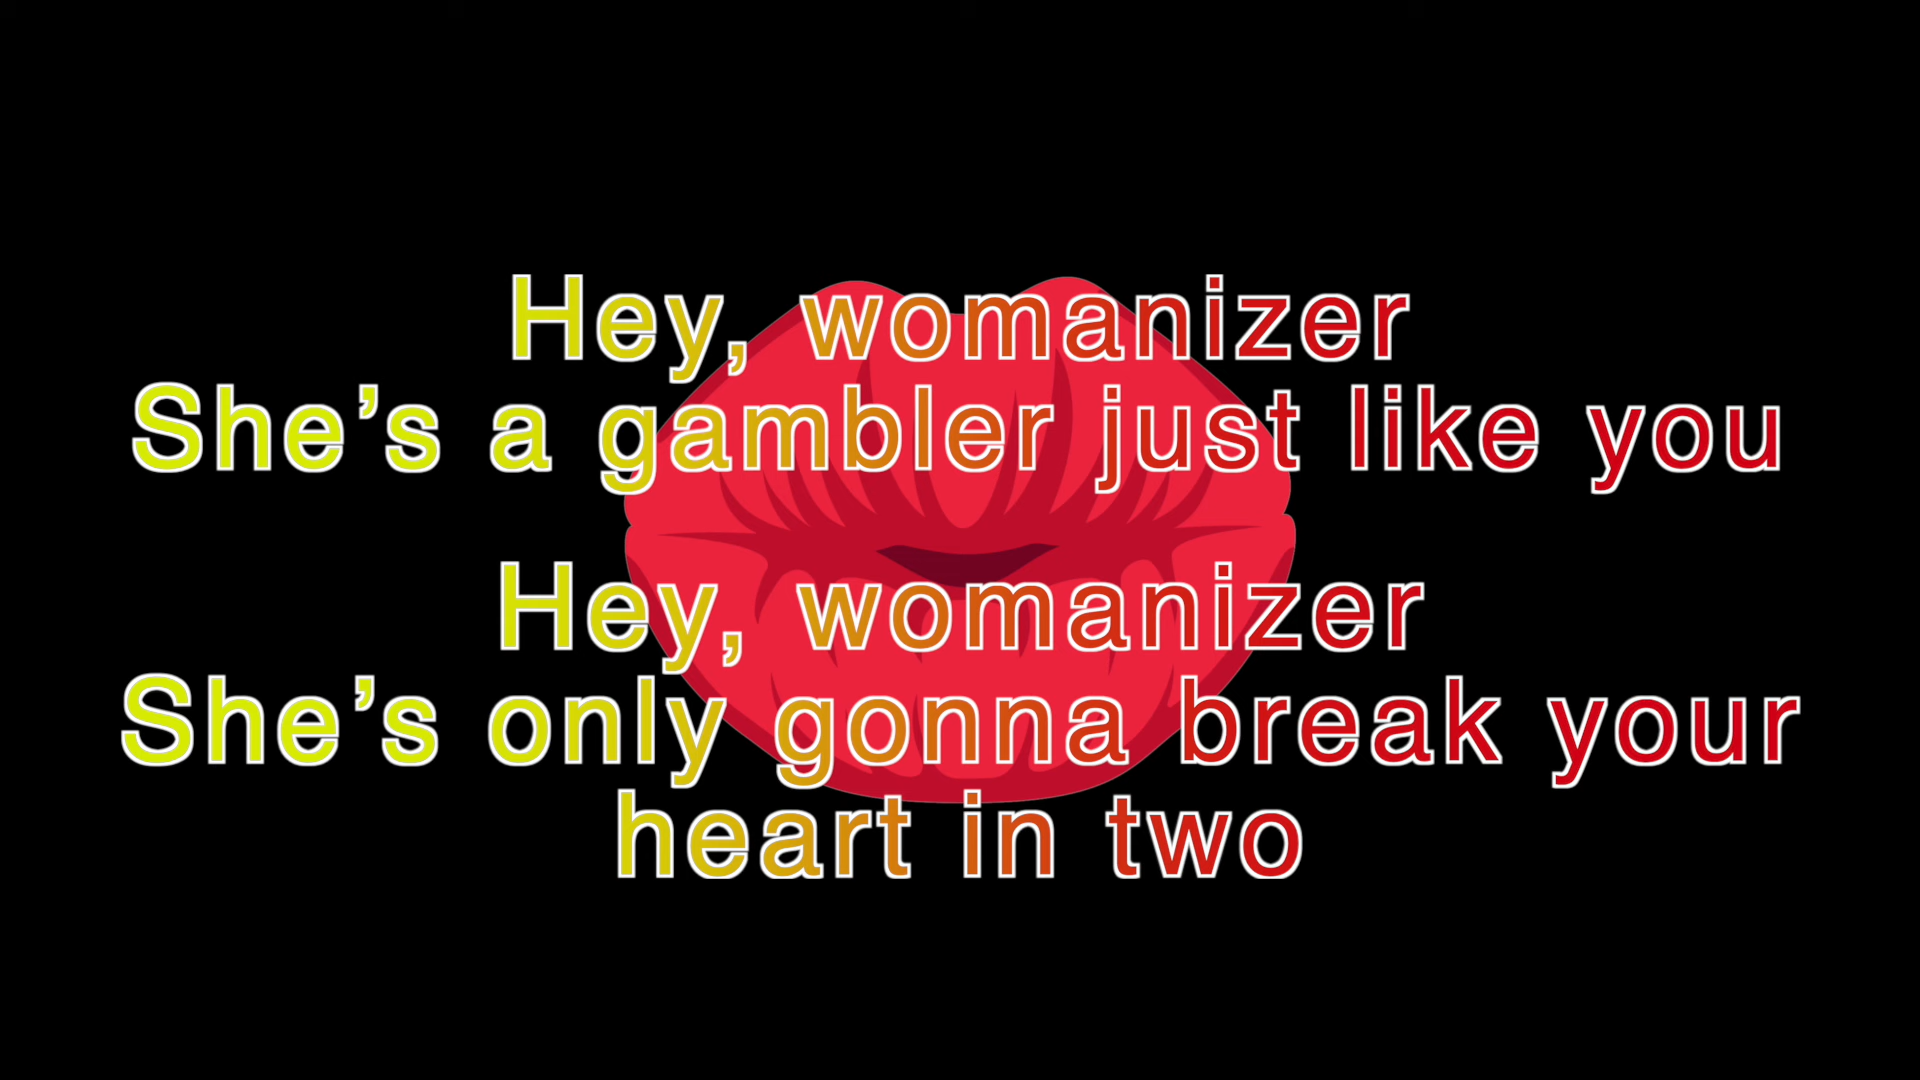 Hey, womanizer
She’s a gambler just like you
Hey, womanizer
She’s only gonna break your
heart in two